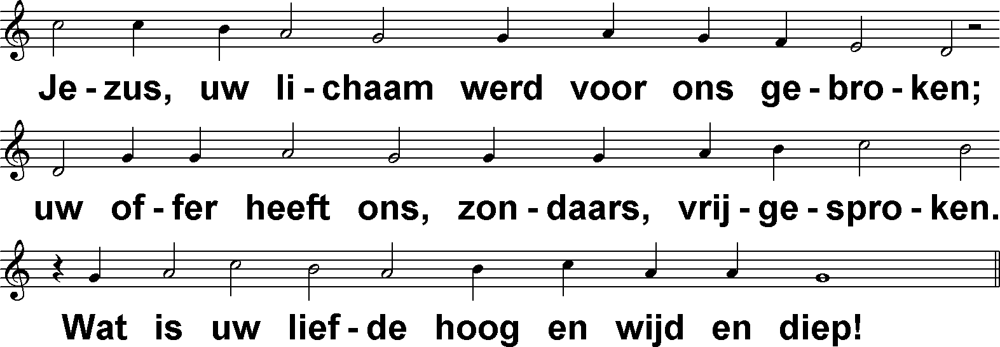 Je - zus, uw li - chaam werd voor ons ge - bro - ken;
uw of - fer heeft ons, zon - daars, vrij - ge - spro - ken.
Wat is uw lief - de hoog en wijd en diep!